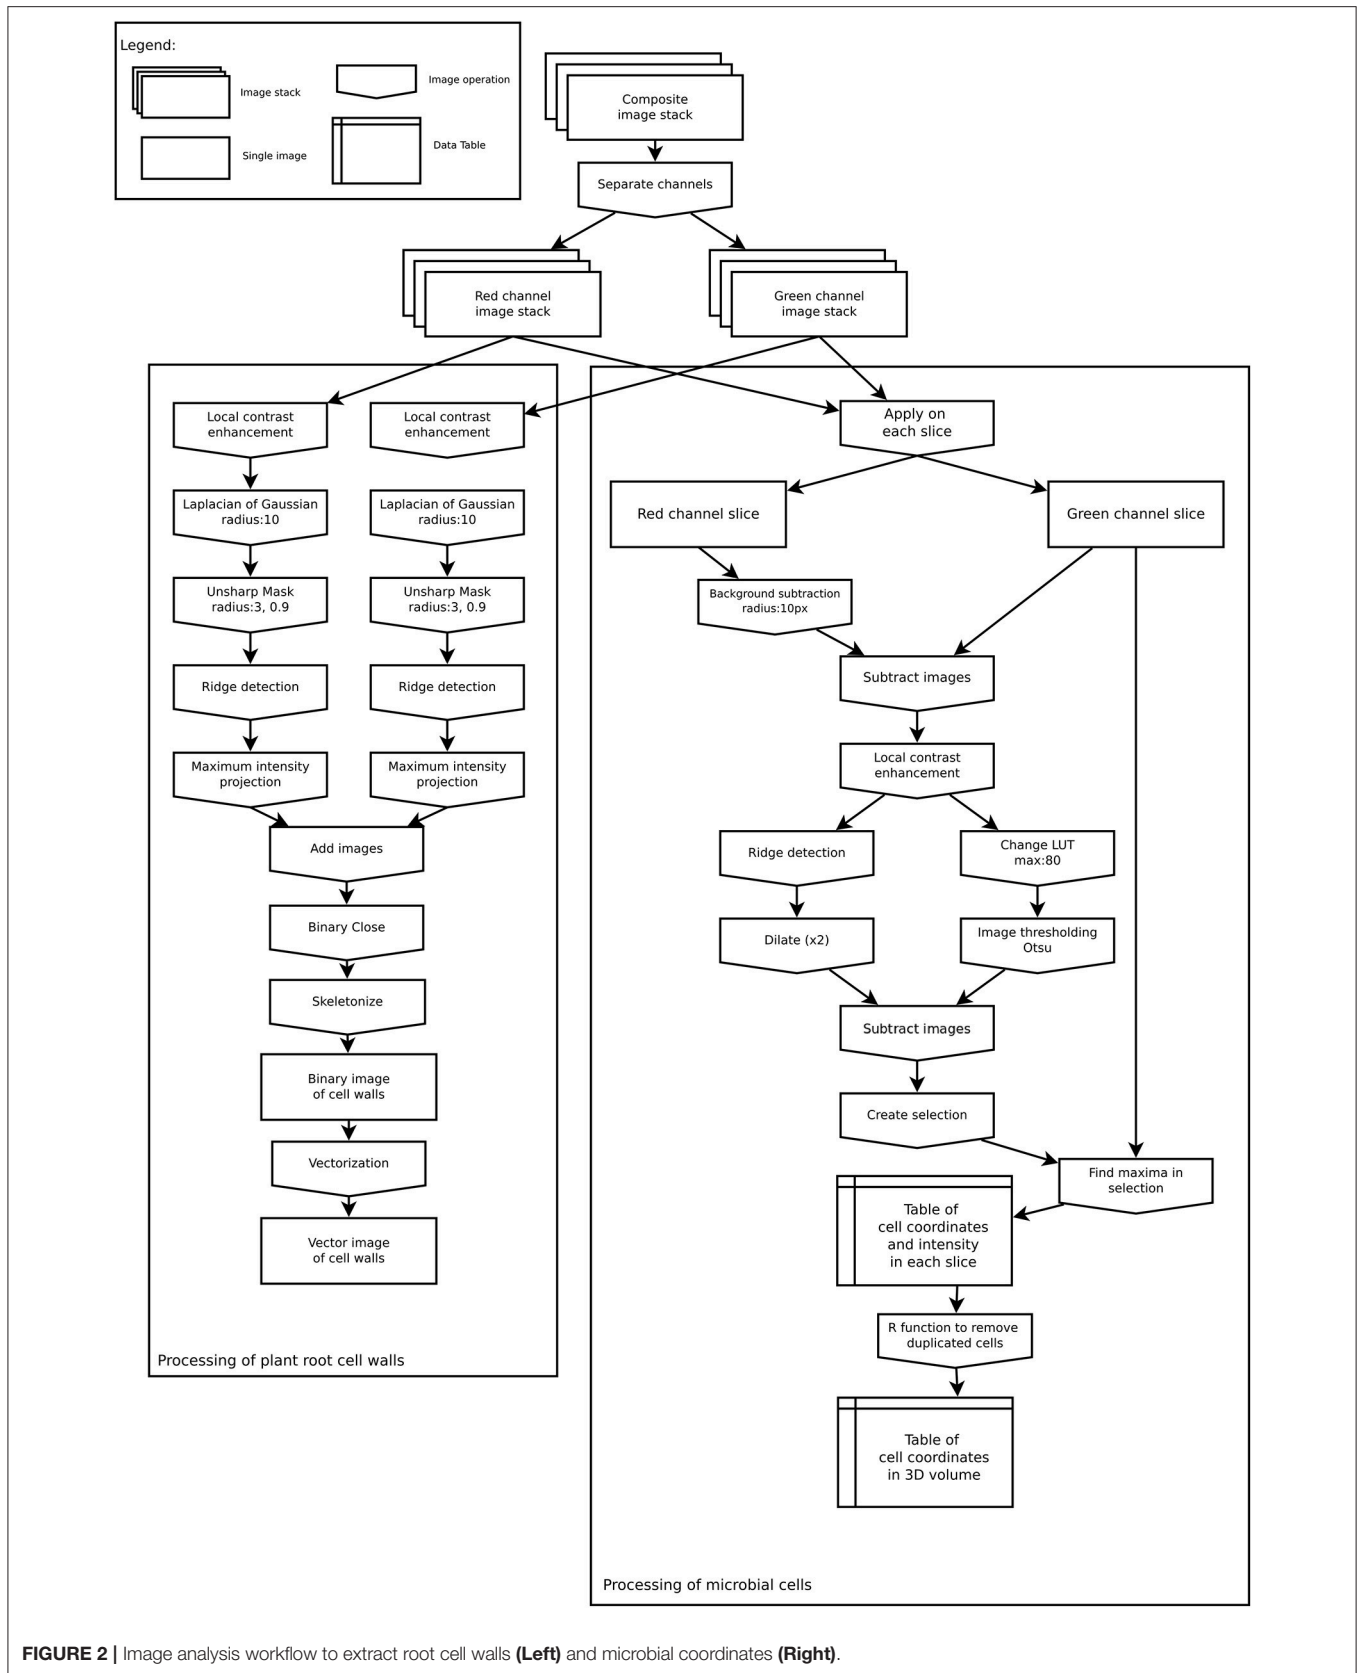 Legend:
Image stack
Image operation
Single image
Data Table
Composite
image stack
Separate channels
Red channel
image stack
Green channel
image stack
Local contrast
enhancement
Local contrast
enhancement
Laplacian of Gaussian
radius:10
Laplacian of Gaussian
radius:10
Unsharp Mask
radius:3, 0.9
Unsharp Mask
radius:3, 0.9
Ridge detection
Ridge detection
Maximum intensity
projection
Maximum intensity
projection
Add images
Binary Close
Skeletonize
Binary image
of cell walls
Vectorization
Vector image
of cell walls
Processing of plant root cell walls
Apply on
each slice
Red channel slice
Green channel slice
Background subtraction
radius:10px
Subtract images
Local contrast
enhancement
Ridge detection
Change LUT
max:80
Dilate (x2)
Image thresholding
Otsu
Subtract images
Create selection
Find maxima in
selection
Table of
cell coordinates
and intensity
in each slice
R function to remove
duplicated cells
Table of
cell coordinates
in 3D volume
Processing of microbial cells
FIGURE 2 | Image analysis workflow to extract root cell walls (Left) and microbial coordinates (Right).